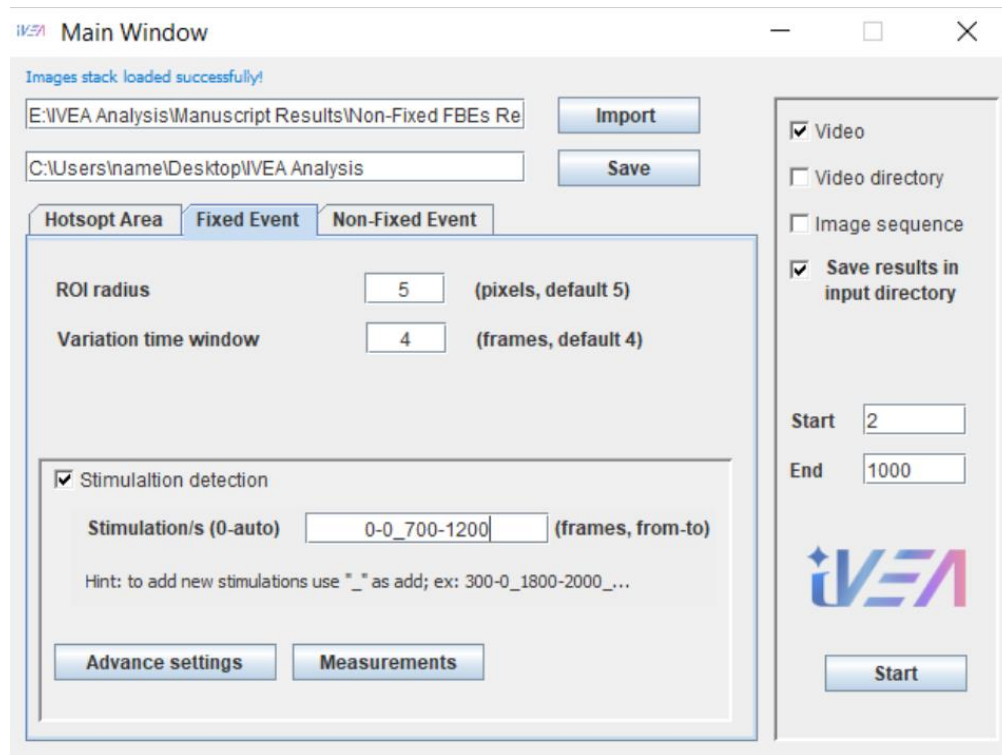 iVEA Main Window
Images stack loaded successfully!
E:\IVEA Analysis\Manuscript Results\Non-Fixed FBEs Re
Import
C:\Users\name\Desktop\IVEA Analysis
Save
Hotsopt Area
Fixed Event
Non-Fixed Event
ROI radius
5
(pixels, default 5)
Variation time window
4
(frames, default 4)
Stimulaltion detection
Stimulation/s (0-auto)
0-0_700-1200
(frames, from-to)
Hint: to add new stimulations use "_" as add; ex: 300-0_1800-2000_...
Advance settings
Measurements
Video
Video directory
Image sequence
Save results in
input directory
Start
2
End
1000
iVEA
Start